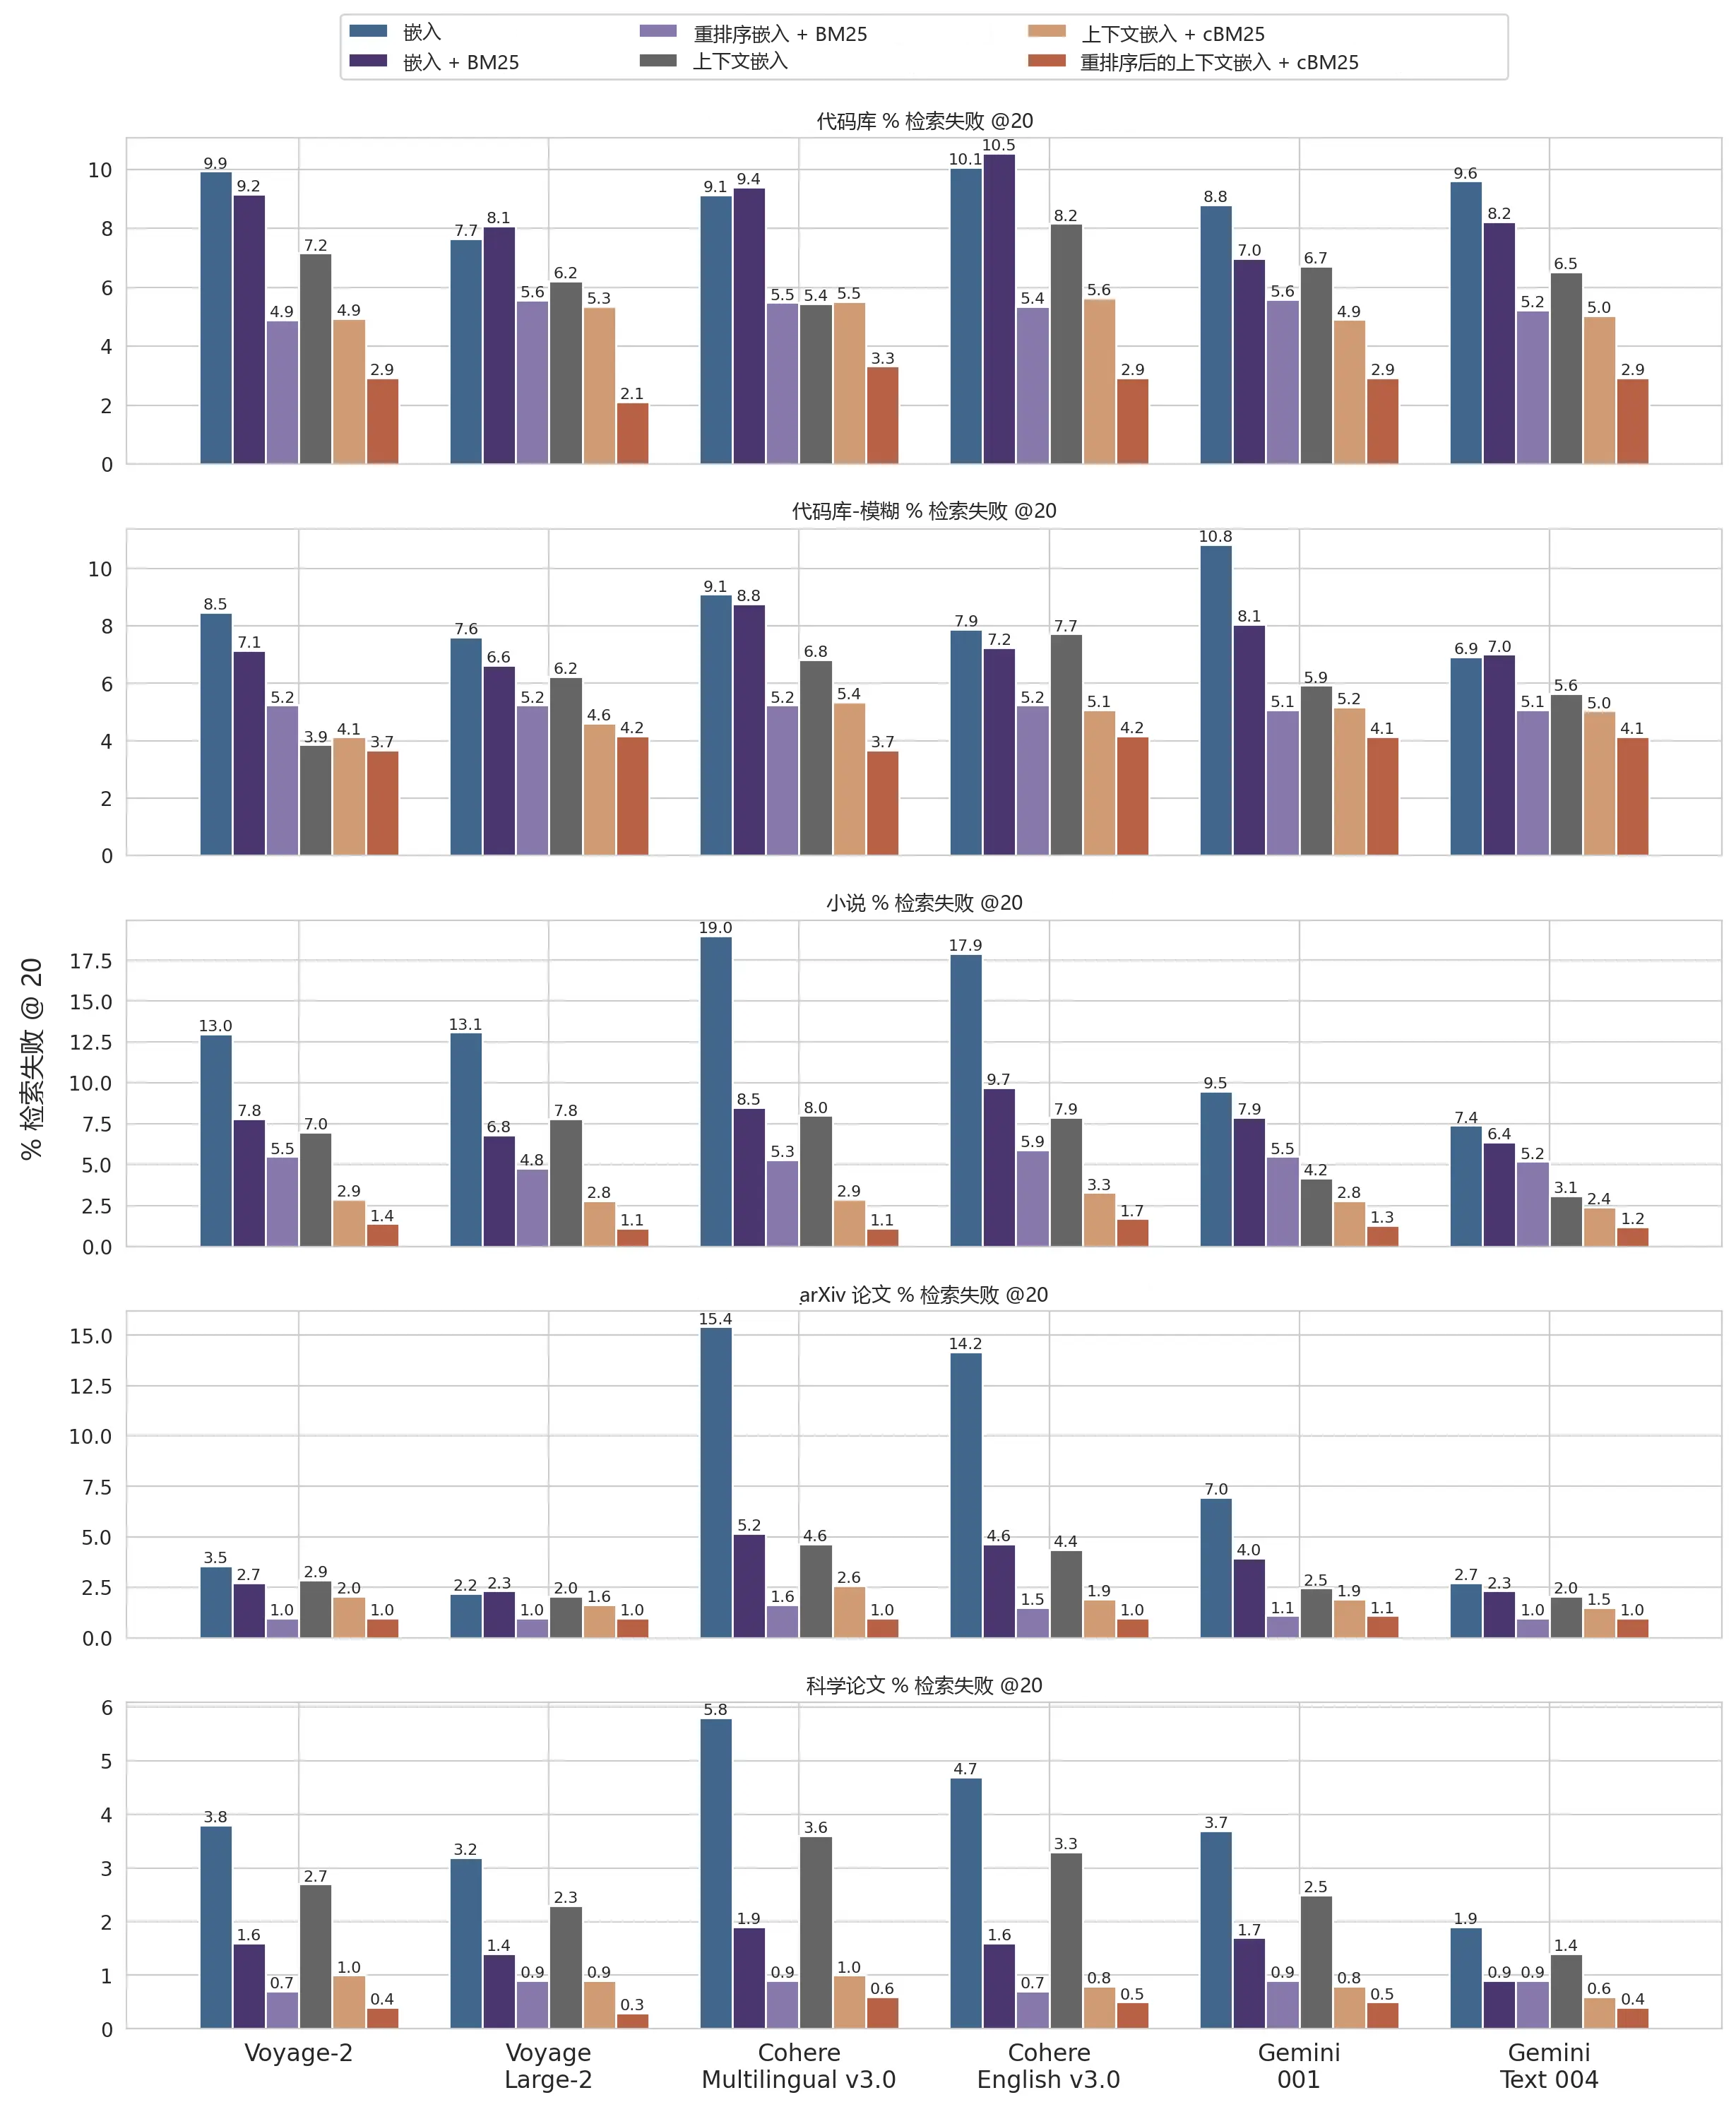 嵌入 重排序嵌入 + BM25 上下文嵌入 + cBM25
嵌入 + BM25 上下文嵌入 重排序后的上下文嵌入 + cBM25
代码库 % 检索失败 @20
10
8
6
4
2
0
9.9 9.2 4.9 7.2 4.9 2.9
7.7 8.1 5.6 6.2 5.3 2.1
9.1 9.4 5.5 5.4 5.5 3.3
10.1 10.5 5.4 8.2 5.6 2.9
8.8 7.0 5.6 6.7 4.9 2.9
9.6 8.2 5.2 6.5 5.0 2.9
代码库-模糊 % 检索失败 @20
10
8
6
4
2
0
8.5 7.1 5.2 3.9 4.1 3.7
7.6 6.6 5.2 6.2 4.6 4.2
9.1 8.8 5.2 6.8 5.4 3.7
7.9 7.2 5.2 7.7 5.1 4.2
10.8 8.1 5.1 5.9 5.2 4.1
6.9 7.0 5.1 5.6 5.0 4.1
% 检索失败 @ 20
小说 % 检索失败 @20
17.5
15.0
12.5
10.0
7.5
5.0
2.5
0.0
13.0 7.8 5.5 7.0 2.9 1.4
13.1 6.8 4.8 7.8 2.8 1.1
19.0 8.5 5.3 8.0 2.9 1.1
17.9 9.7 5.9 7.9 3.3 1.7
9.5 7.9 5.5 4.2 2.8 1.3
7.4 6.4 5.2 3.1 2.4 1.2
arXiv 论文 % 检索失败 @20
15.0
12.5
10.0
7.5
5.0
2.5
0.0
3.5 2.7 1.0 2.9 2.0 1.0
2.2 2.3 1.0 2.0 1.6 1.0
15.4 5.2 1.6 4.6 2.6 1.0
14.2 4.6 1.5 4.4 1.9 1.0
7.0 4.0 1.1 2.5 1.9 1.1
2.7 2.3 1.0 2.0 1.5 1.0
科学论文 % 检索失败 @20
6
5
4
3
2
1
0
3.8 1.6 0.7 2.7 1.0 0.4
3.2 1.4 0.9 2.3 0.9 0.3
5.8 1.9 0.9 3.6 1.0 0.6
4.7 1.6 0.7 3.3 0.8 0.5
3.7 1.7 0.9 2.5 0.8 0.5
1.9 0.9 0.9 1.4 0.6 0.4
Voyage-2
Voyage
Large-2
Cohere
Multilingual v3.0
Cohere
English v3.0
Gemini
001
Gemini
Text 004